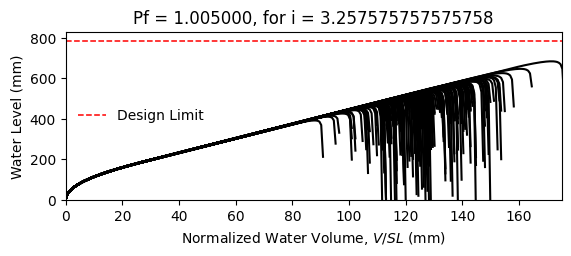 Pf = 1.005000, for i = 3.257575757575758
Water Level (mm)
800
600
400
200
0
Design Limit
0 20 40 60 80 100 120 140 160
Normalized Water Volume, V/SL (mm)